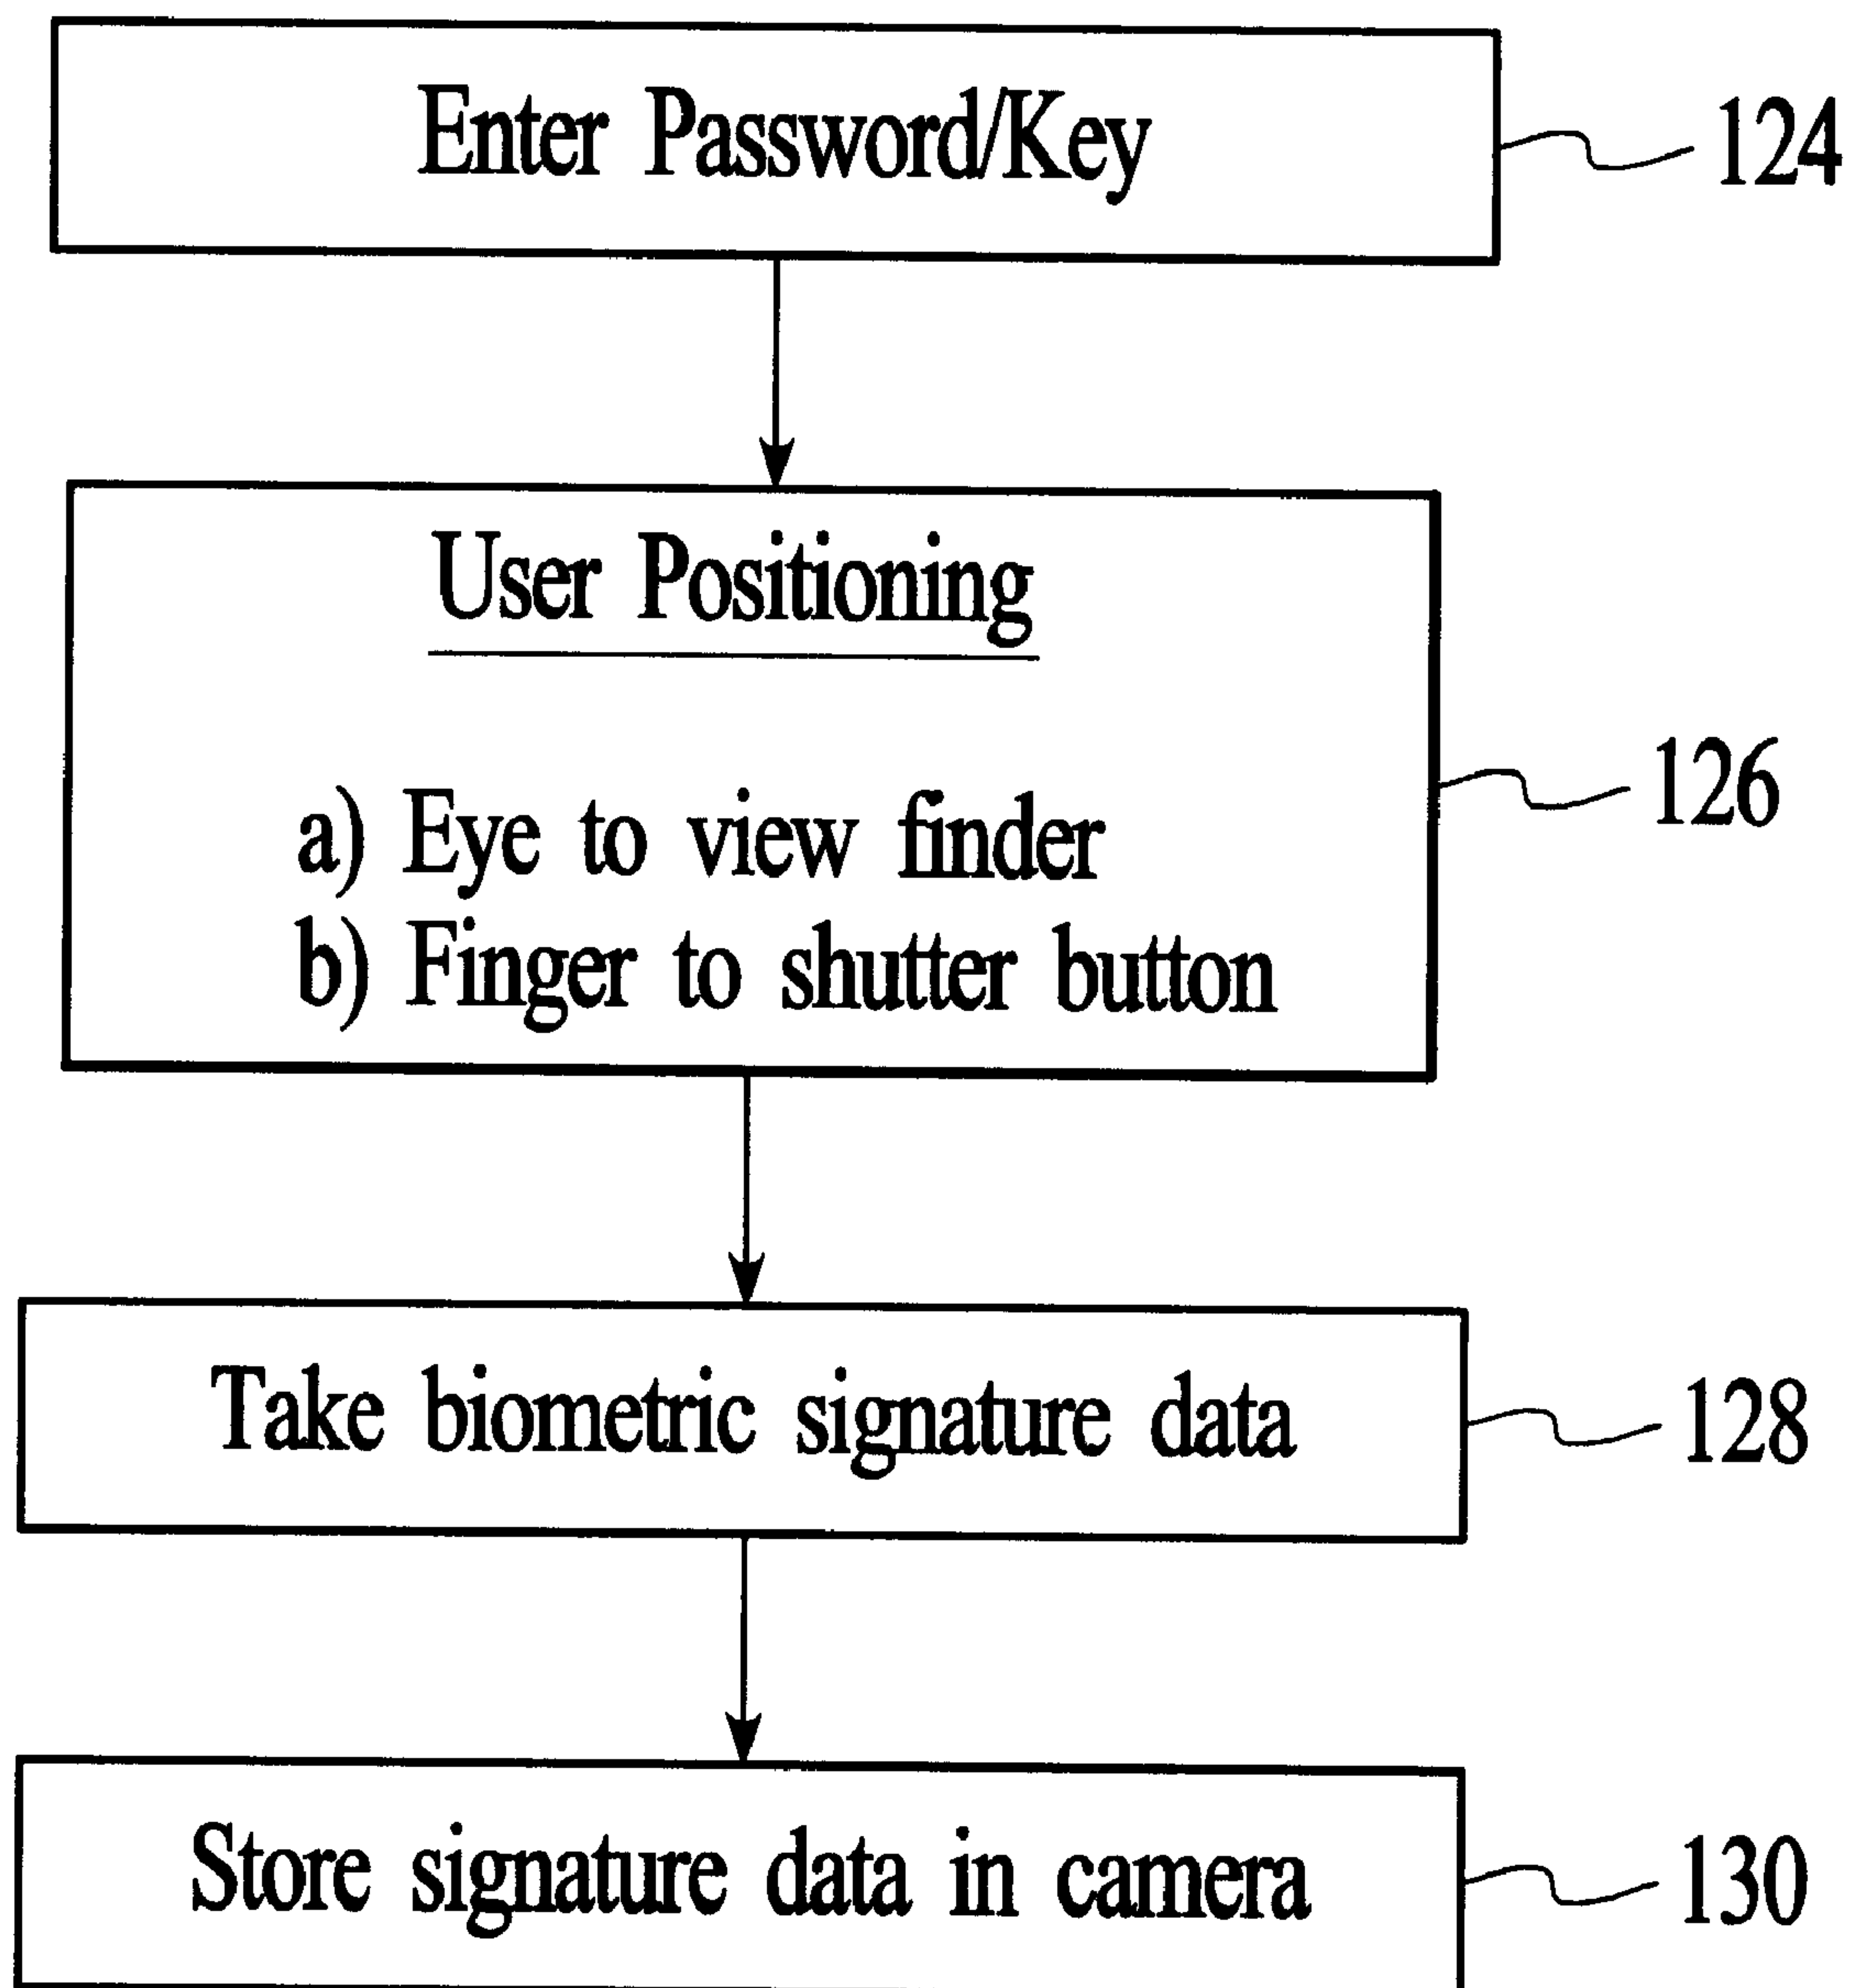 Enter Password/Key
124
User Positioning
126
a) Eye to view finder
b) Finger to shutter button
Take biometric signature data
128
Store signature data in camera
130